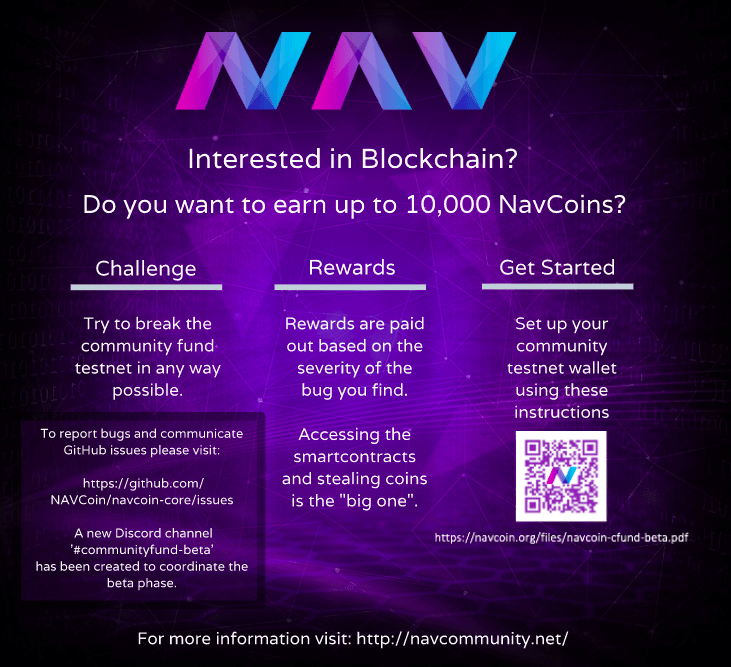 NAV
Interested in Blockchain?
Do you want to earn up to 10,000 NavCoins?
Challenge
Try to break the
community fund
testnet in any way
possible.
To report bugs and communicate
GitHub issues please visit:
https://github.com/
NAVCoin/navcoin-core/issues
A new Discord channel
'#communityfund-beta'
has been created to coordinate the
beta phase.
Rewards
Rewards are paid
out based on the
severity of the
bug you find.
Accessing the
smartcontracts
and stealing coins
is the "big one".
Get Started
Set up your
community
testnet wallet
using these
instructions
N
https://navcoin.org/files/navcoin-cfund-beta.pdf
For more information visit: http://navcommunity.net/